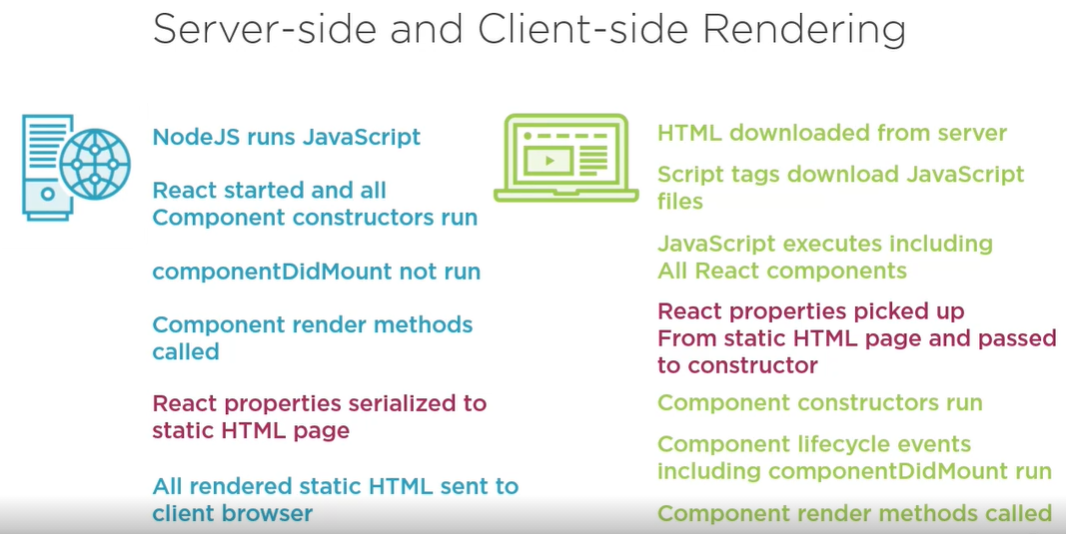 Server-side and Client-side Rendering
NodeJS runs JavaScript
React started and all
Component constructors run
componentDidMount not run
Component render methods
called
React properties serialized to
static HTML page
All rendered static HTML sent to
client browser
HTML downloaded from server
Script tags download JavaScript
files
JavaScript executes including
All React components
React properties picked up
From static HTML page and passed
to constructor
Component constructors run
Component lifecycle events
including componentDidMount run
Component render methods called